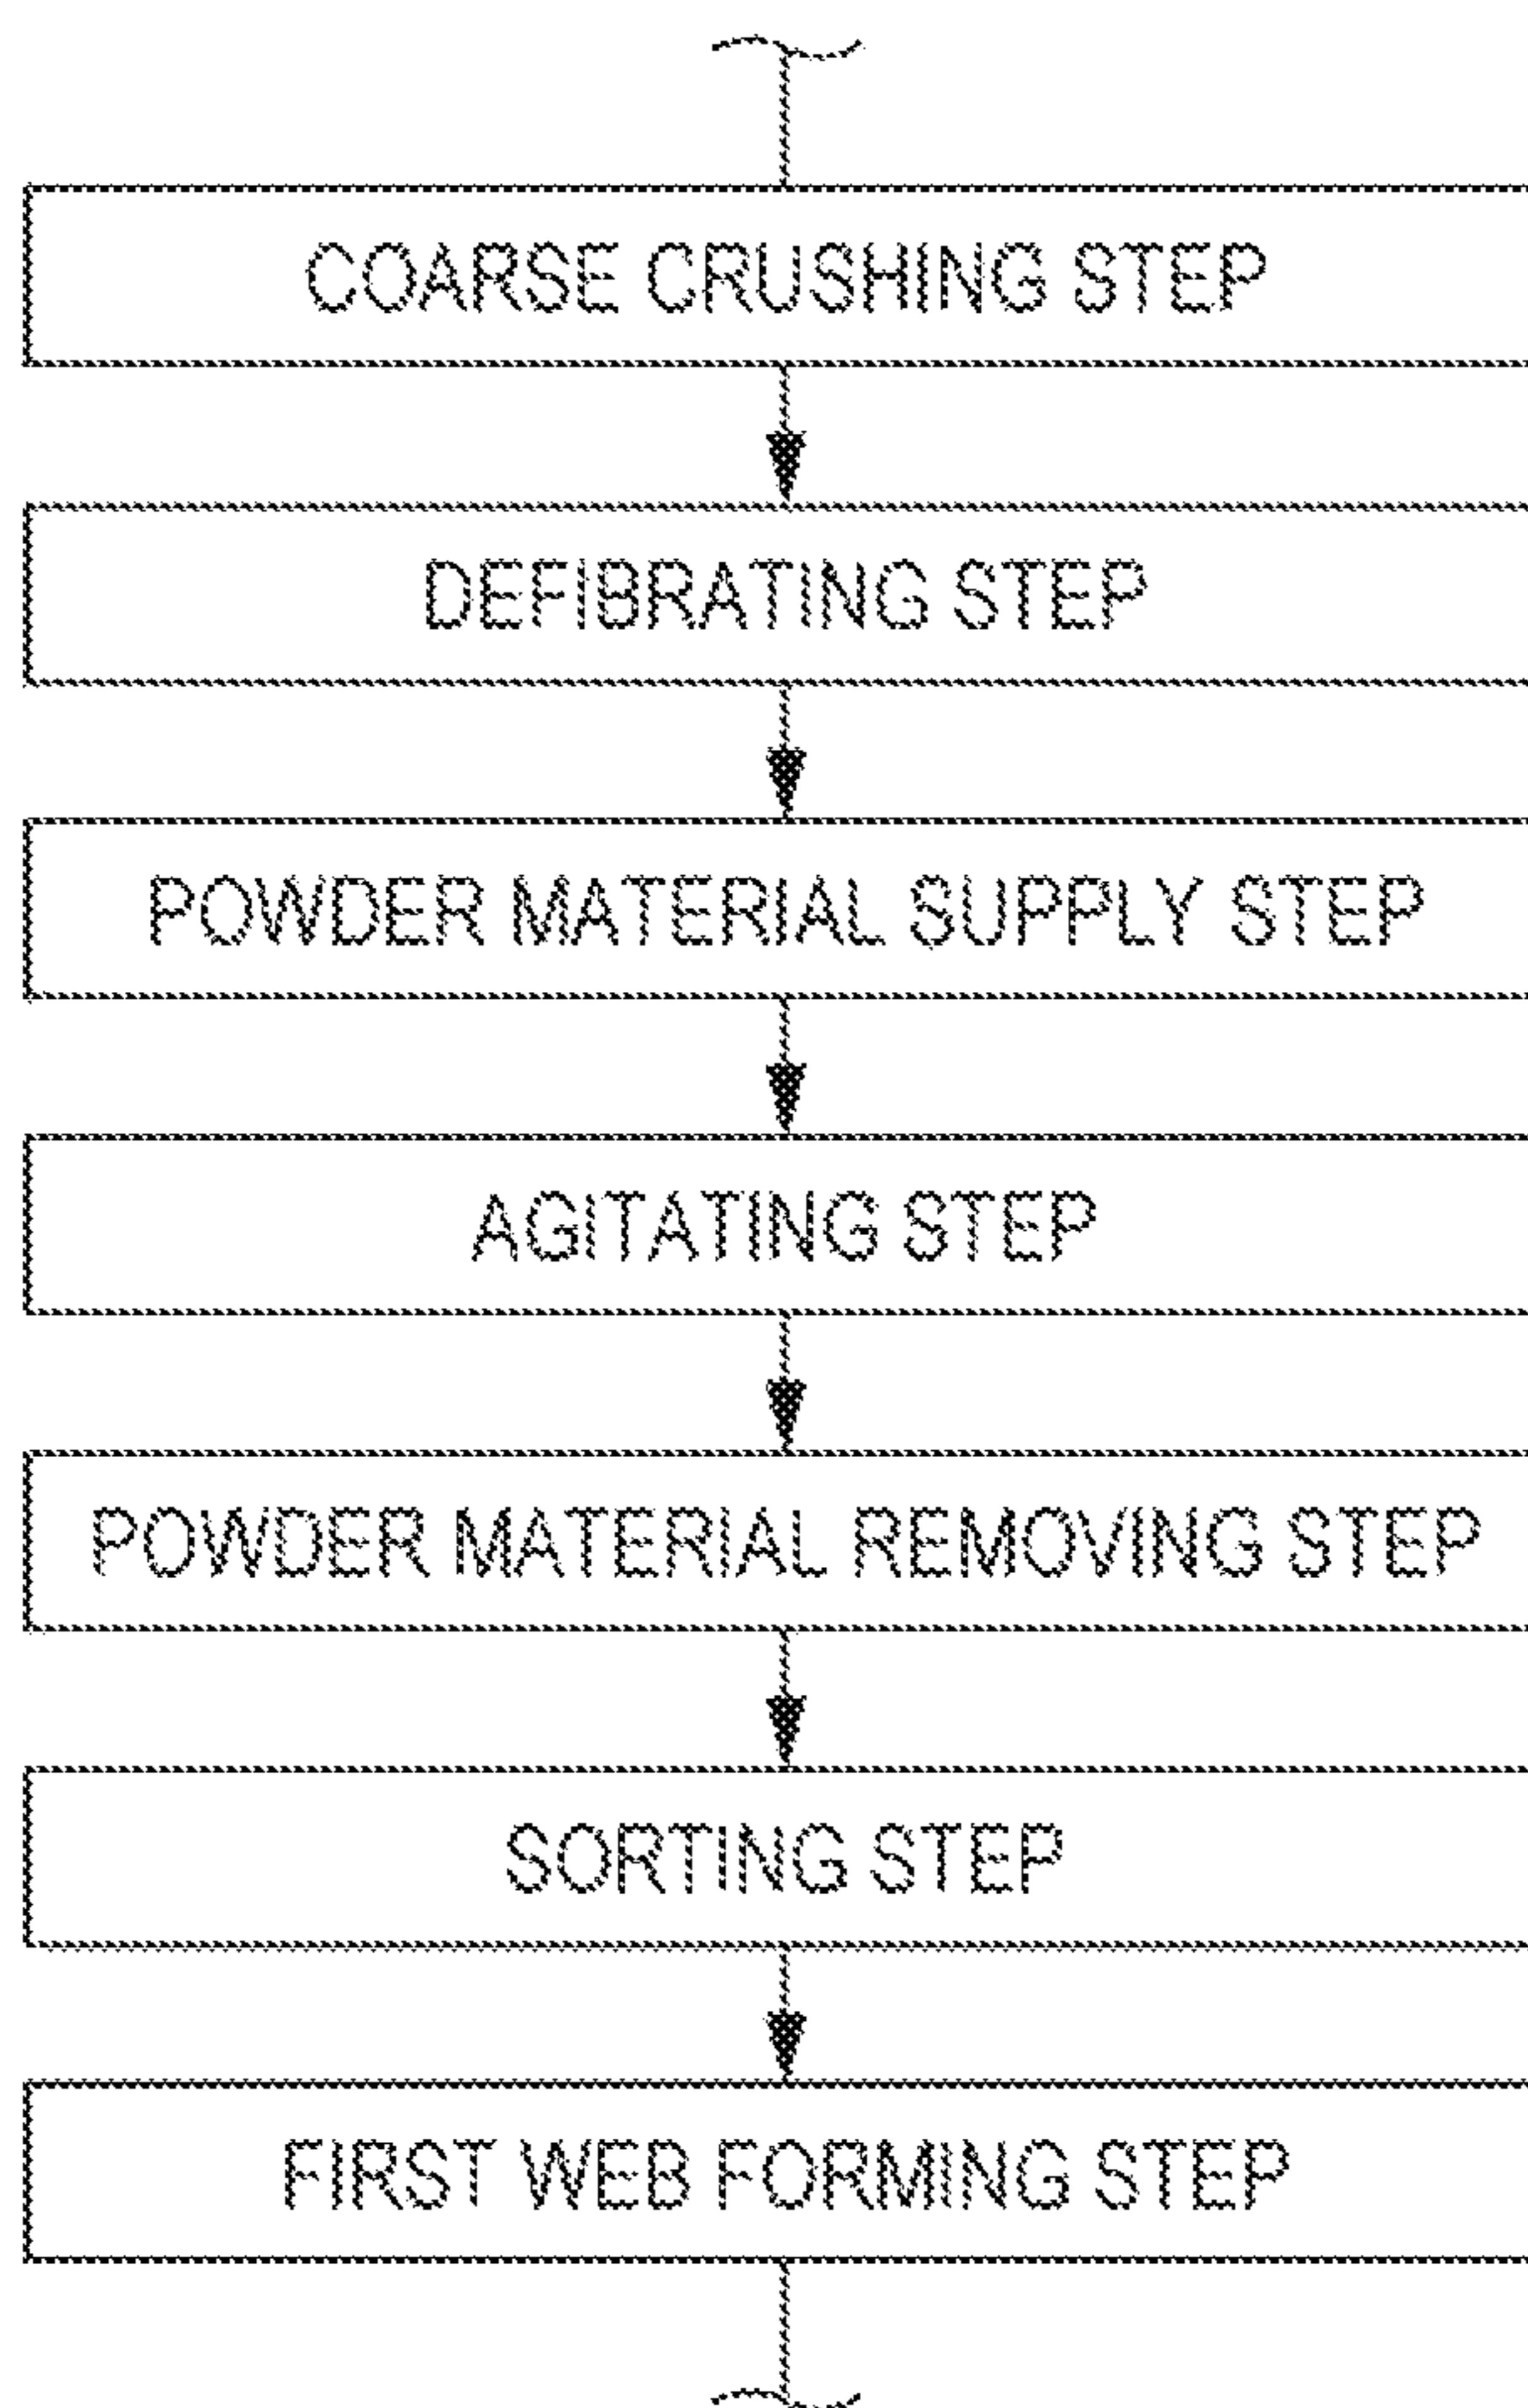 COARSE CRUSHING STEP
DEFIBRATING STEP
POWDER MATERIAL SUPPLY STEP
AGITATING STEP
POWDER MATERIAL REMOVING STEP
SORTING STEP
FIRST WEB FORMING STEP